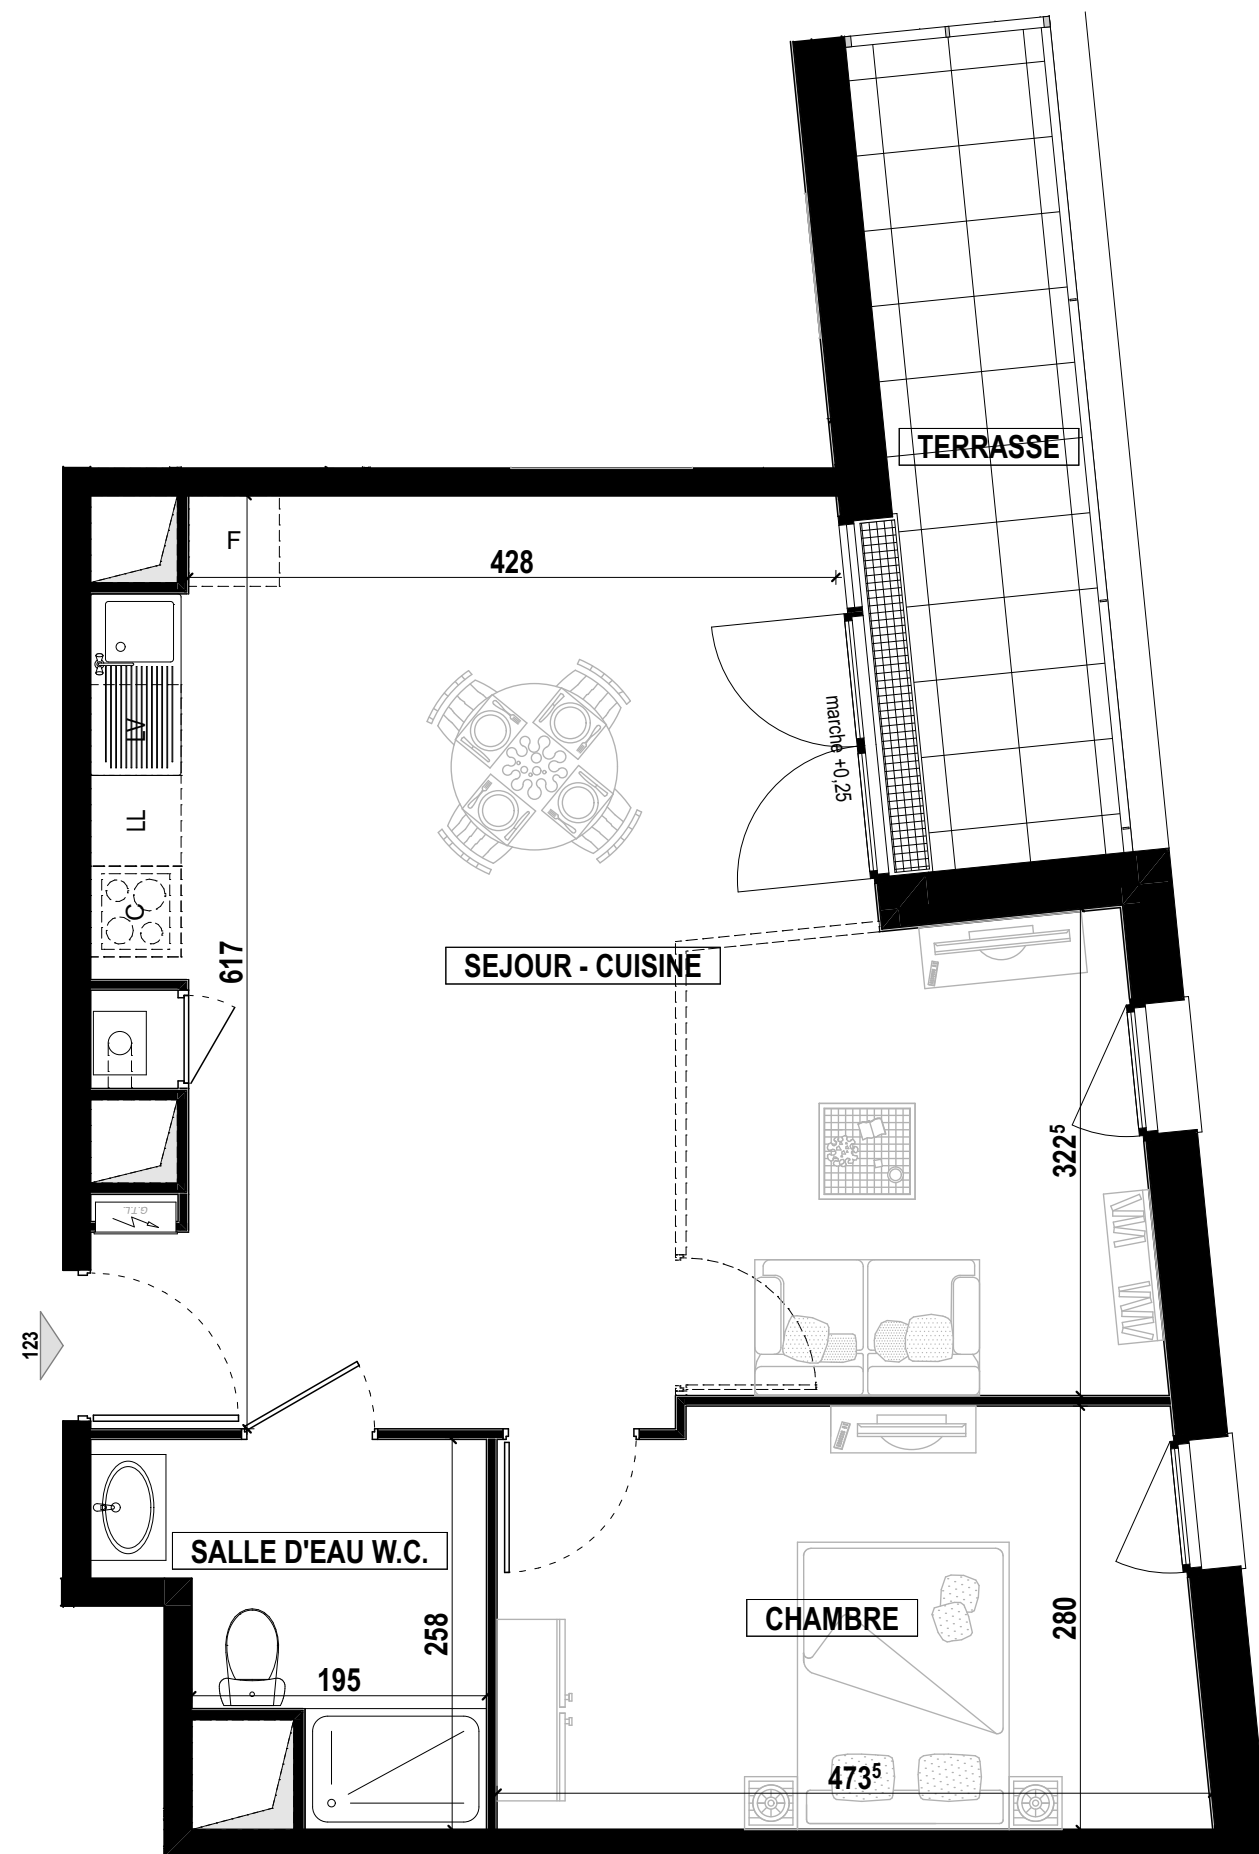 TERRASSE
F
428
LV
marche +0,25
LL
C
617
SEJOUR - CUISINE
322⁵
G.T.L.
123
SALLE D'EAU W.C.
CHAMBRE
258
280
195
473⁵